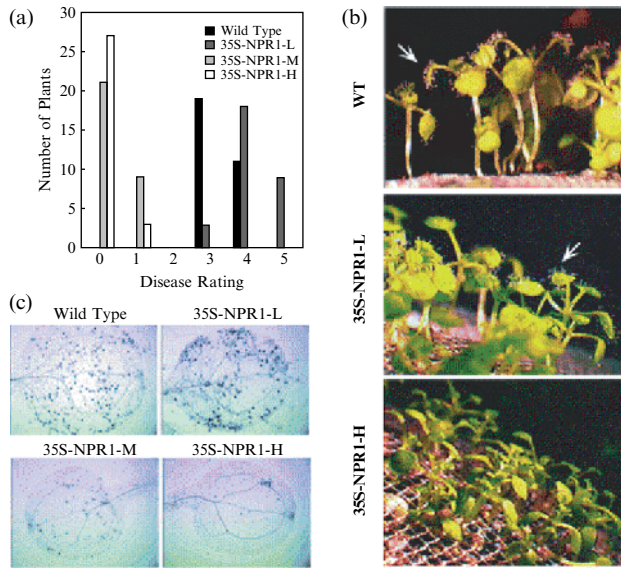 (a)
30
25
20
15
10
5
0
Number of Plants
Wild Type
35S-NPR1-L
35S-NPR1-M
35S-NPR1-H
0 1 2 3 4 5
Disease Rating
(b)
WT
35S-NPR1-L
35S-NPR1-H
(c)
Wild Type 35S-NPR1-L
35S-NPR1-M 35S-NPR1-H